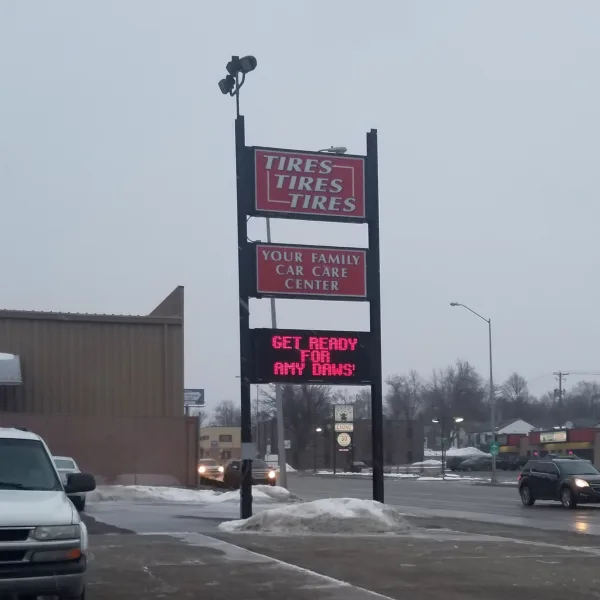 TIRES
TIRES
TIRES
YOUR FAMILY
CAR CARE
CENTER
GET READY
FOR
AMY DAWS'